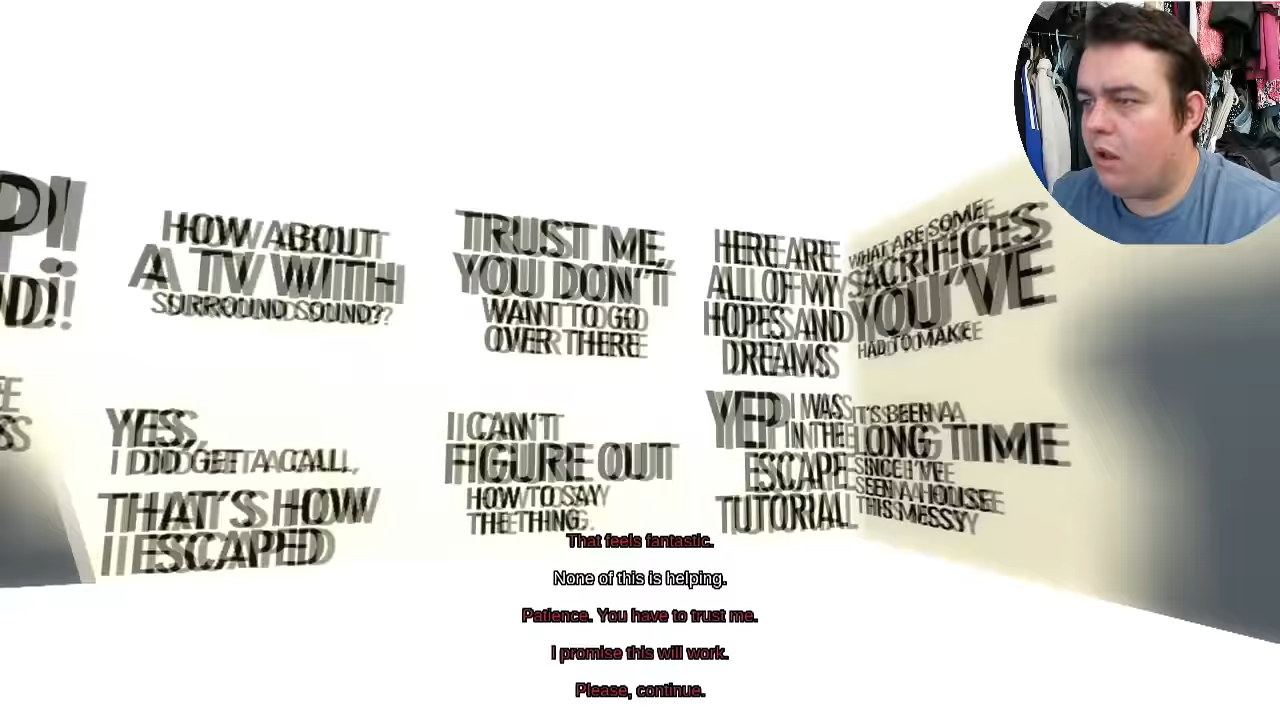 P!
ND!
HOW ABOUT
A TV WITH
SURROUND SOUND?
TRUST ME,
YOU DON'T
WANT TO GO
OVER THERE
HERE ARE
ALL OF MY
HOPES AND
DREAMS
WHAT ARE SOME
SACRIFICES
YOU'VE
HAD TO MAKE
YES,
I DID GET A CALL,
THAT'S HOW
I ESCAPED
I CAN'T
FIGURE OUT
HOW TO SAY
THE THING.
YEP I WAS
IN THE
ESCAPE
TUTORIAL
IT'S BEEN A
LONG TIME
SINCE I'VE
SEEN A HOUSE
THIS MESSY
That feels fantastic.
None of this is helping.
Patience. You have to trust me.
I promise this will work.
Please, continue.